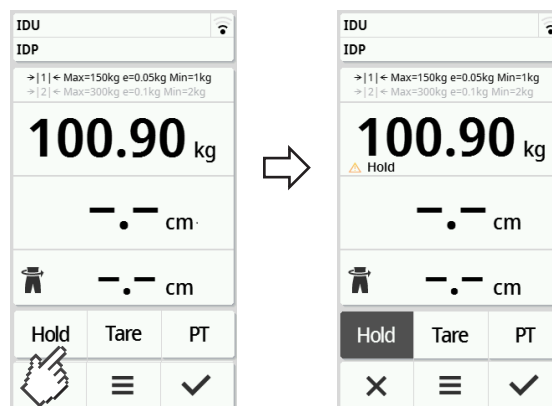 IDU
IDP
→|1|← Max=150kg e=0.05kg Min=1kg
→|2|← Max=300kg e=0.1kg Min=2kg
100.90 kg
-.- cm
-.- cm
Hold Tare PT
IDU
IDP
→|1|← Max=150kg e=0.05kg Min=1kg
→|2|← Max=300kg e=0.1kg Min=2kg
100.90 kg
Hold
-.- cm
-.- cm
Hold Tare PT